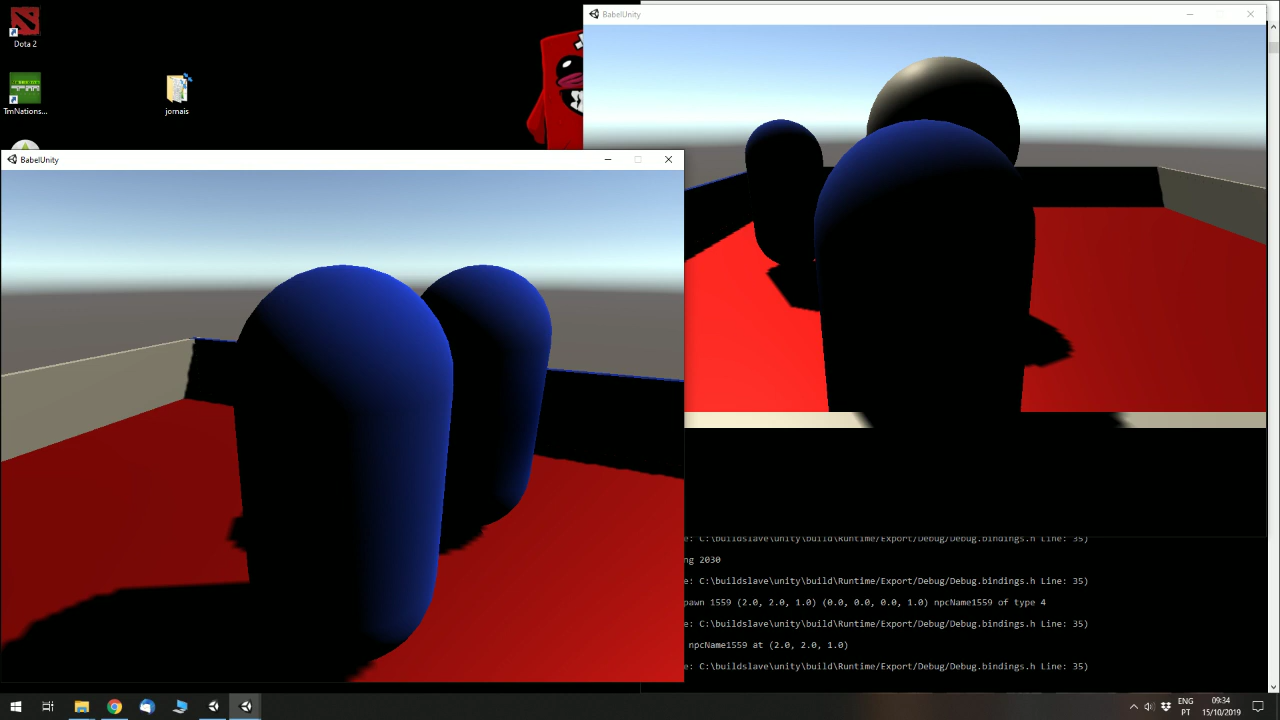 Dota 2
TmNations...
jornais
BabelUnity
BabelUnity
e: C:\buildslave\unity\build\Runtime/Export/Debug/Debug.bindings.h Line: 35)
ng 2030
e: C:\buildslave\unity\build\Runtime/Export/Debug/Debug.bindings.h Line: 35)
pawn 1559 (2.0, 2.0, 1.0) (0.0, 0.0, 0.0, 1.0) npcName1559 of type 4
e: C:\buildslave\unity\build\Runtime/Export/Debug/Debug.bindings.h Line: 35)
npcName1559 at (2.0, 2.0, 1.0)
e: C:\buildslave\unity\build\Runtime/Export/Debug/Debug.bindings.h Line: 35)
ENG
PT
09:34
15/10/2019